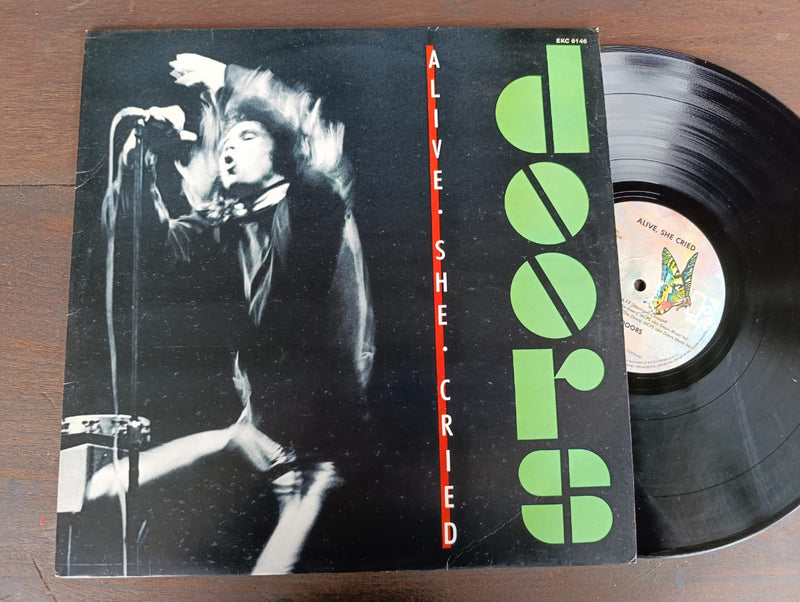 EKC 6146
ALIVE · SHE · CRIED
doors
ALIVE, SHE CRIED
DOORS